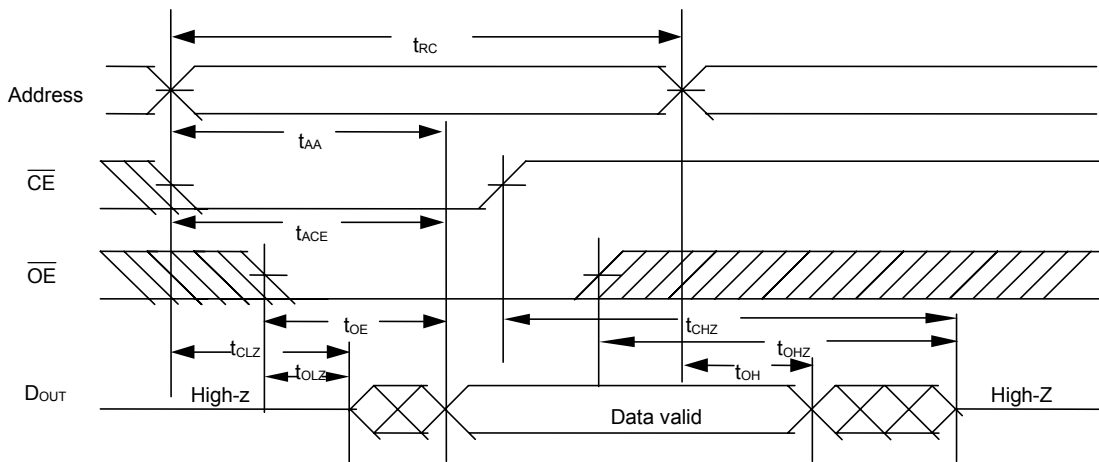 tRC
Address
tAA
CE
tACE
OE
tOE
tCHZ
tCLZ
tOHZ
tOLZ
tOH
DOUT
High-z
Data valid
High-Z